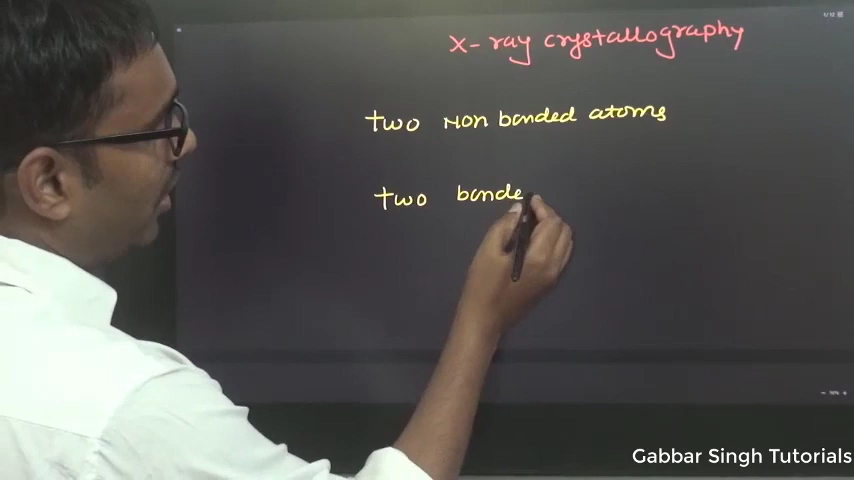 X-ray crystallography
two Non bonded atoms
two bonde
Gabbar Singh Tutorials